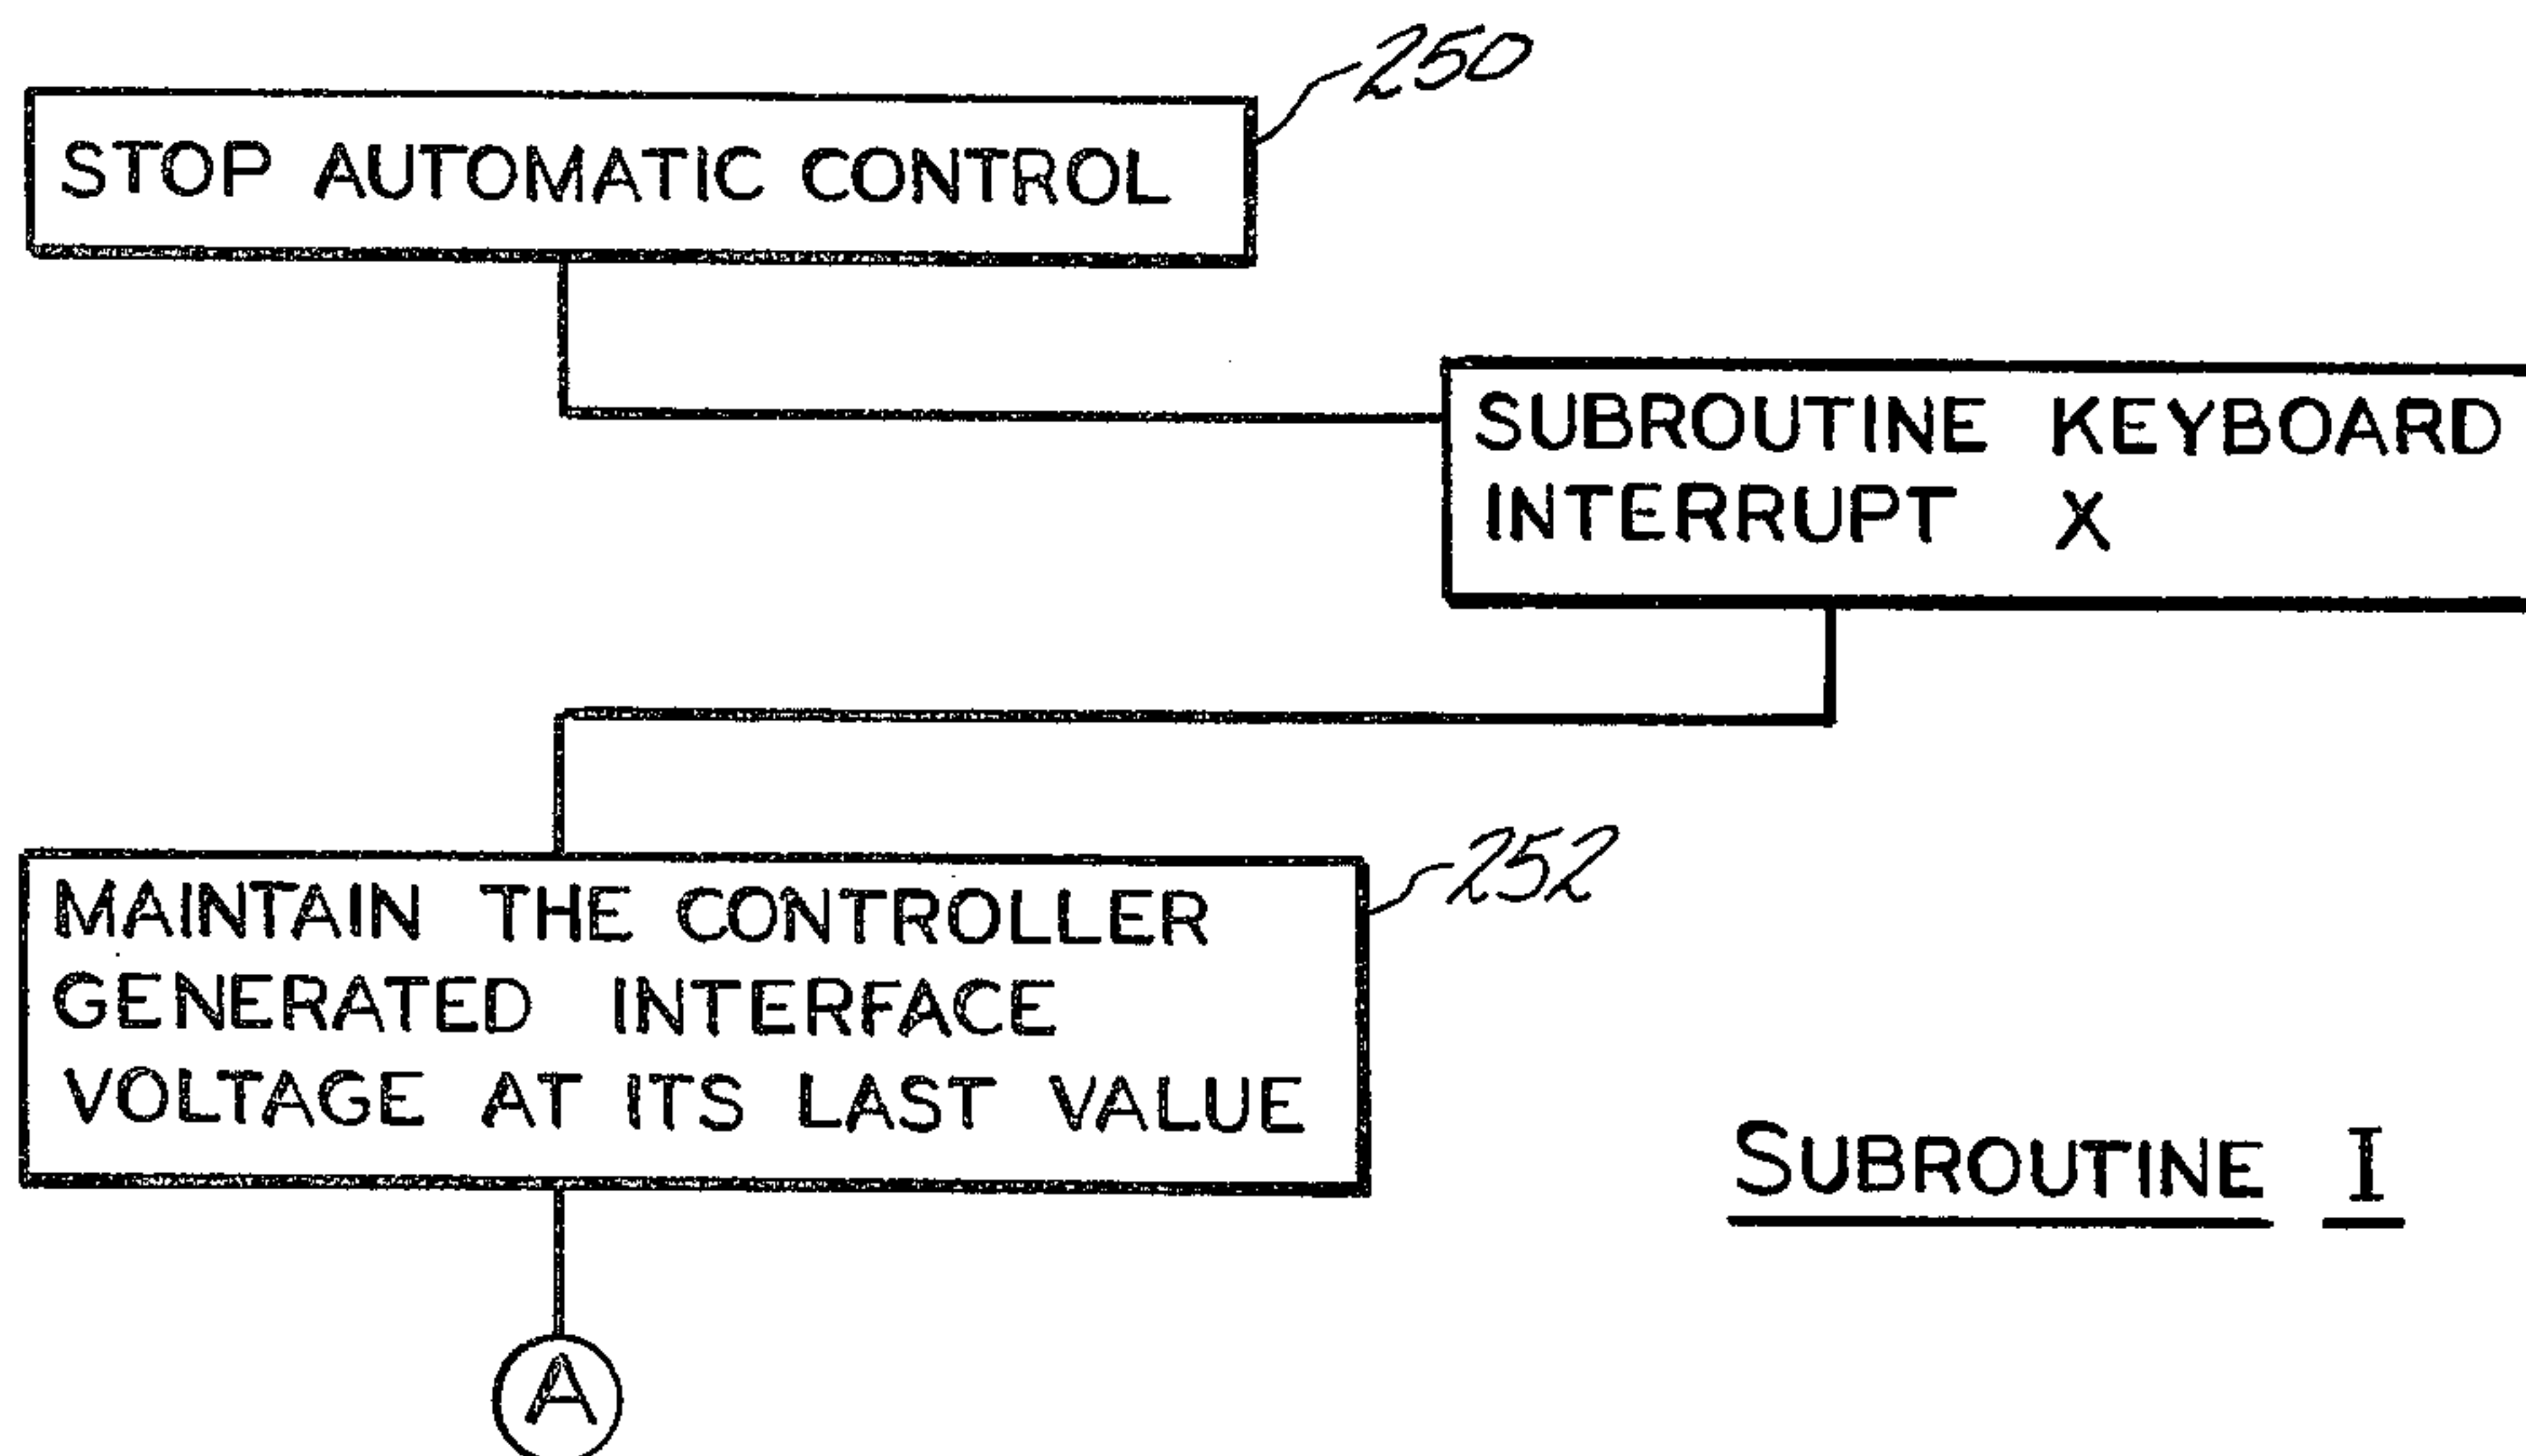 250
STOP AUTOMATIC CONTROL
SUBROUTINE KEYBOARD
INTERRUPT X
252
MAINTAIN THE CONTROLLER
GENERATED INTERFACE
VOLTAGE AT ITS LAST VALUE
SUBROUTINE I
A